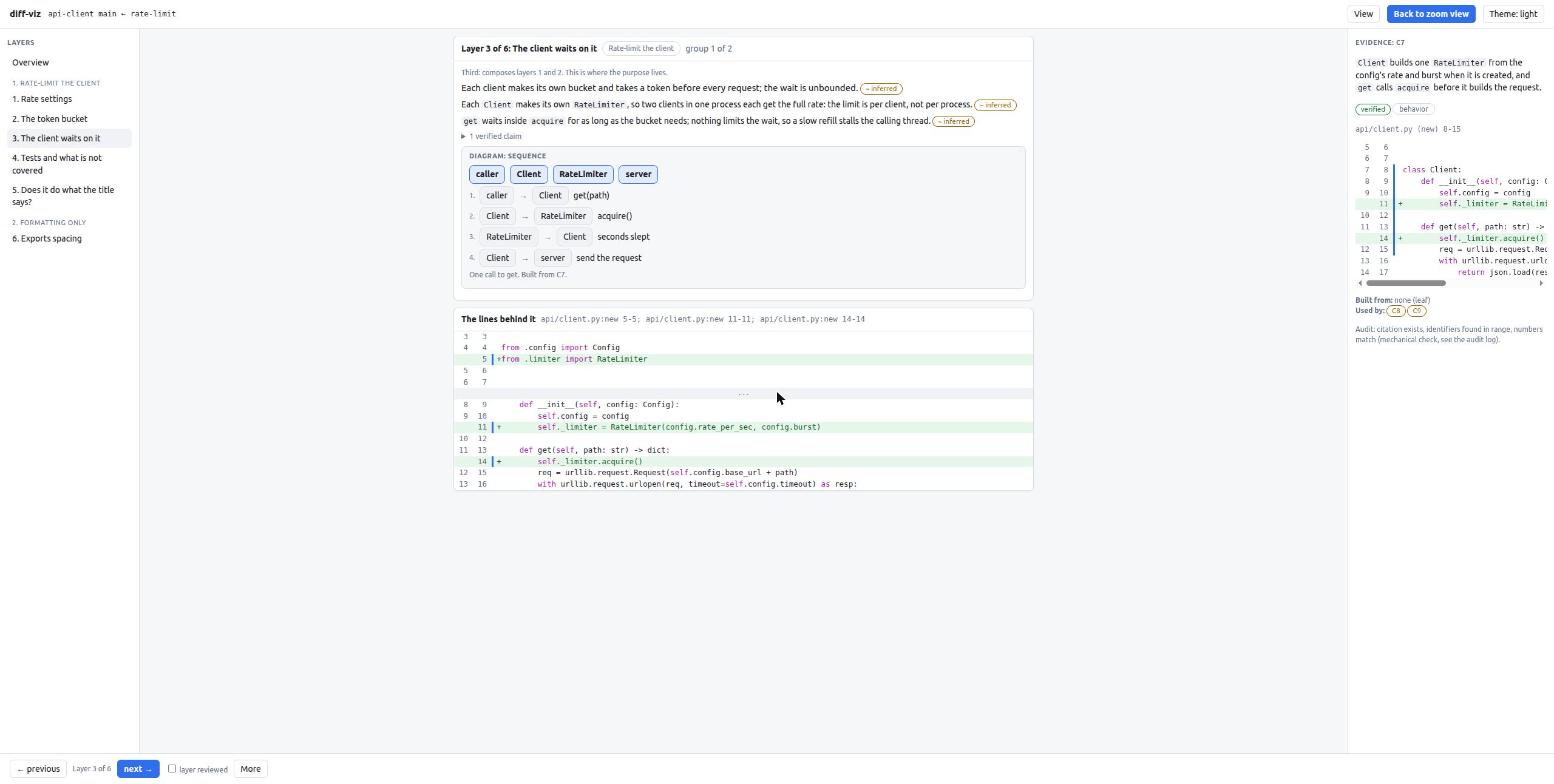 diff-viz api-client main ← rate-limit
View
Back to zoom view
Theme: light
LAYERS
Overview
1. RATE-LIMIT THE CLIENT
1. Rate settings
2. The token bucket
3. The client waits on it
4. Tests and what is not
covered
5. Does it do what the title
says?
2. FORMATTING ONLY
6. Exports spacing
Layer 3 of 6: The client waits on it Rate-limit the client group 1 of 2
Third: composes layers 1 and 2. This is where the purpose lives.
Each client makes its own bucket and takes a token before every request; the wait is unbounded. ~ inferred
Each Client makes its own RateLimiter, so two clients in one process each get the full rate: the limit is per client, not per process. ~ inferred
get waits inside acquire for as long as the bucket needs; nothing limits the wait, so a slow refill stalls the calling thread. ~ inferred
▶ 1 verified claim
DIAGRAM: SEQUENCE
caller Client RateLimiter server
1. caller → Client get(path)
2. Client → RateLimiter acquire()
3. RateLimiter → Client seconds slept
4. Client → server send the request
One call to get. Built from C7.
The lines behind it api/client.py:new 5-5; api/client.py:new 11-11; api/client.py:new 14-14
3 3
4 4 from .config import Config
5 +from .limiter import RateLimiter
5 6
6 7
...
8 9 def __init__(self, config: Config):
9 10 self.config = config
11 + self._limiter = RateLimiter(config.rate_per_sec, config.burst)
10 12
11 13 def get(self, path: str) -> dict:
14 + self._limiter.acquire()
12 15 req = urllib.request.Request(self.config.base_url + path)
13 16 with urllib.request.urlopen(req, timeout=self.config.timeout) as resp:
EVIDENCE: C7
Client builds one RateLimiter from the
config's rate and burst when it is created, and
get calls acquire before it builds the request.
verified behavior
api/client.py (new) 8-15
5 6
6 7
7 8 class Client:
8 9 def __init__(self, config: C
9 10 self.config = config
11 + self._limiter = RateLimi
10 12
11 13 def get(self, path: str) ->
14 + self._limiter.acquire()
12 15 req = urllib.request.Req
13 16 with urllib.request.urlo
14 17 return json.load(res
Built from: none (leaf)
Used by: C8 C9
Audit: citation exists, identifiers found in range, numbers
match (mechanical check, see the audit log).
← previous
Layer 3 of 6
next →
layer reviewed
More